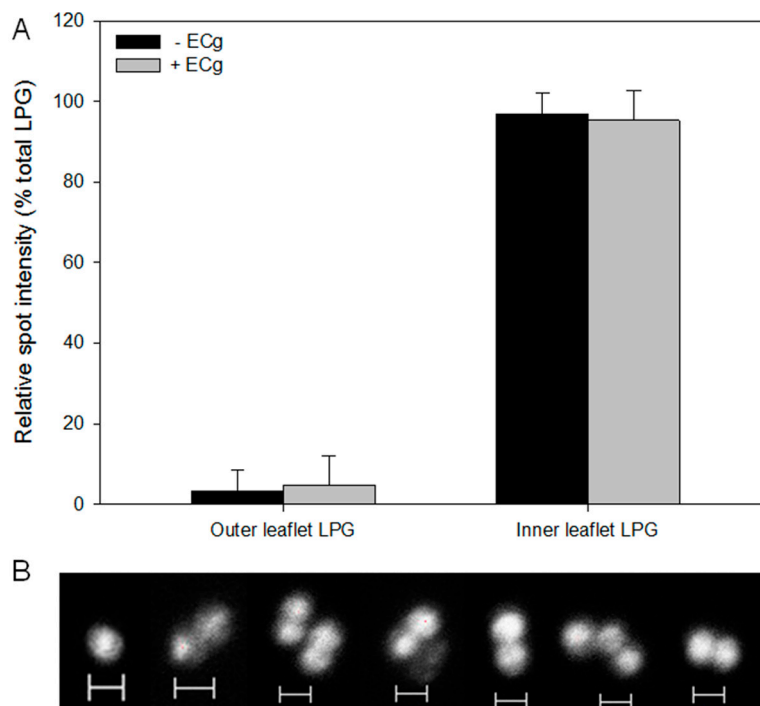 A
120
100
80
60
40
20
0
Relative spot intensity (% total LPG)
- ECg
+ ECg
Outer leaflet LPG
Inner leaflet LPG
B